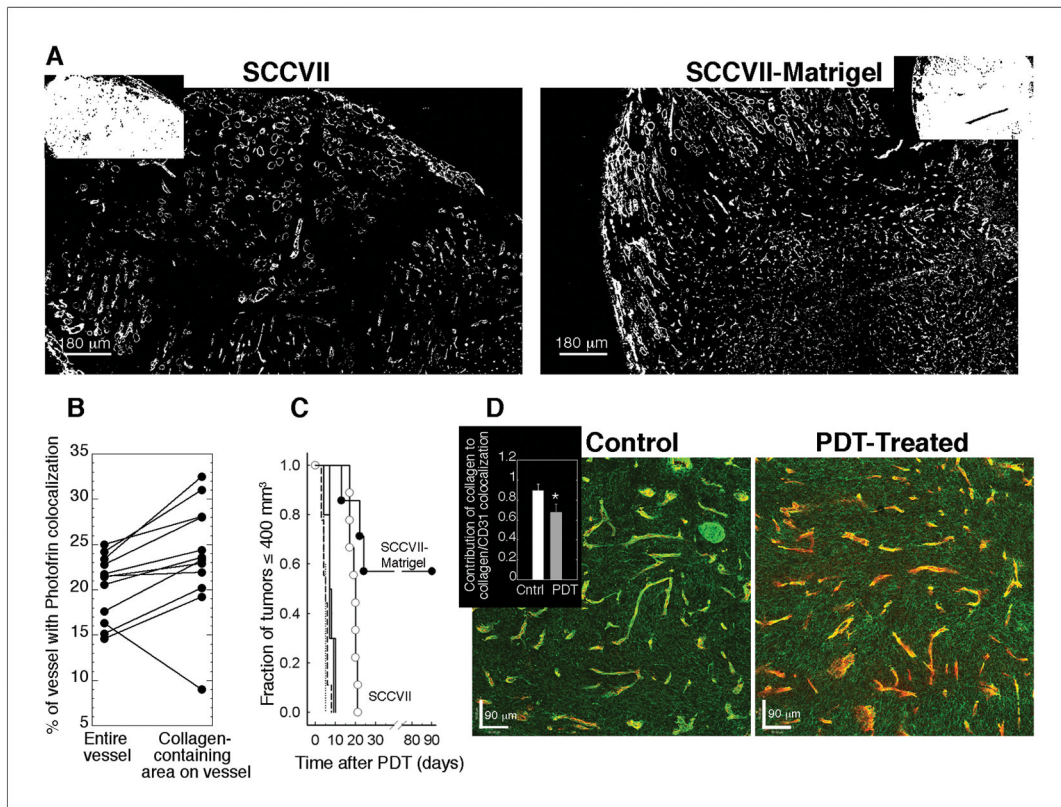 A
SCCVII
SCCVII-Matrigel
180 µm
180 µm
B
% of vessel with Photofrin colocalization
35
30
25
20
15
10
5
Entire
vessel
Collagen-
containing
area on vessel
C
Fraction of tumors ≤ 400 mm³
1.0
0.8
0.6
0.4
0.2
0.0
SCCVII-
Matrigel
SCCVII
0 10 20 30 80 90
Time after PDT (days)
D
Contribution of collagen to
collagen/CD31 colocalization
1.2
1
0.8
0.6
0.4
0.2
0
*
Cntrl PDT
Control
PDT-Treated
90 µm
90 µm